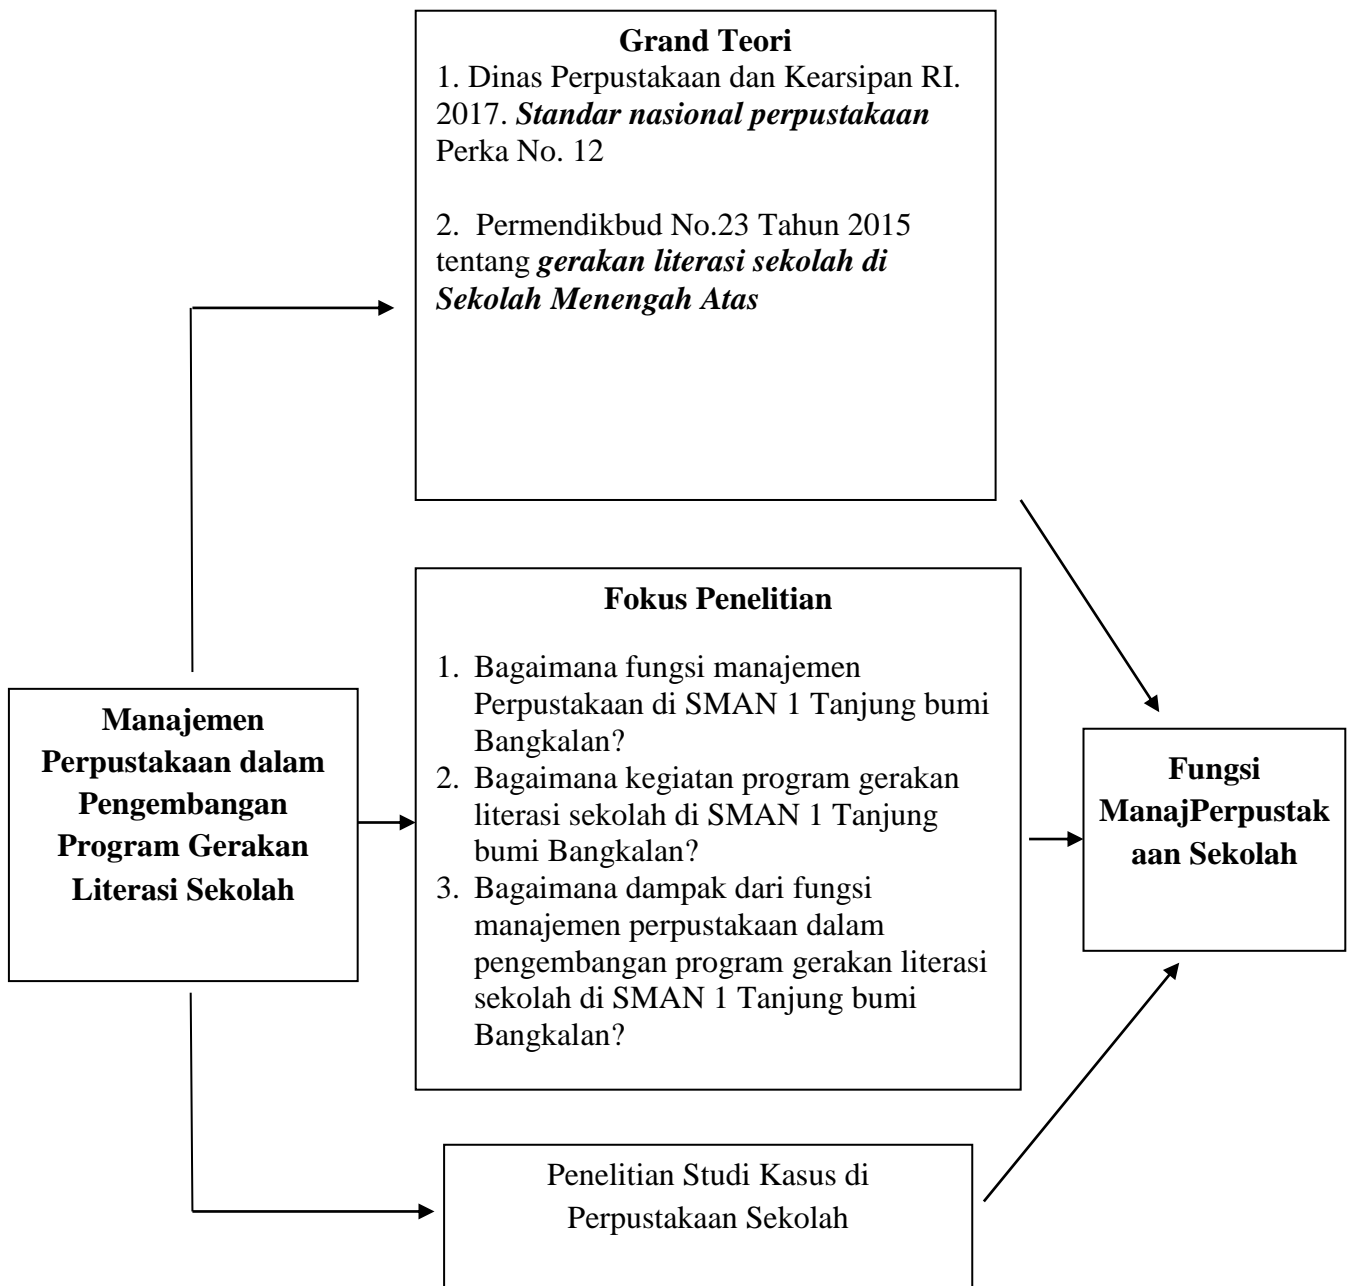 Grand Teori
1. Dinas Perpustakaan dan Kearsipan RI.
2017. Standar nasional perpustakaan
Perka No. 12
2. Permendikbud No.23 Tahun 2015
tentang gerakan literasi sekolah di
Sekolah Menengah Atas
Manajemen
Perpustakaan dalam
Pengembangan
Program Gerakan
Literasi Sekolah
Fokus Penelitian
1. Bagaimana fungsi manajemen
Perpustakaan di SMAN 1 Tanjung bumi
Bangkalan?
2. Bagaimana kegiatan program gerakan
literasi sekolah di SMAN 1 Tanjung
bumi Bangkalan?
3. Bagaimana dampak dari fungsi
manajemen perpustakaan dalam
pengembangan program gerakan literasi
sekolah di SMAN 1 Tanjung bumi
Bangkalan?
Fungsi
ManajPerpustak
aan Sekolah
Penelitian Studi Kasus di
Perpustakaan Sekolah